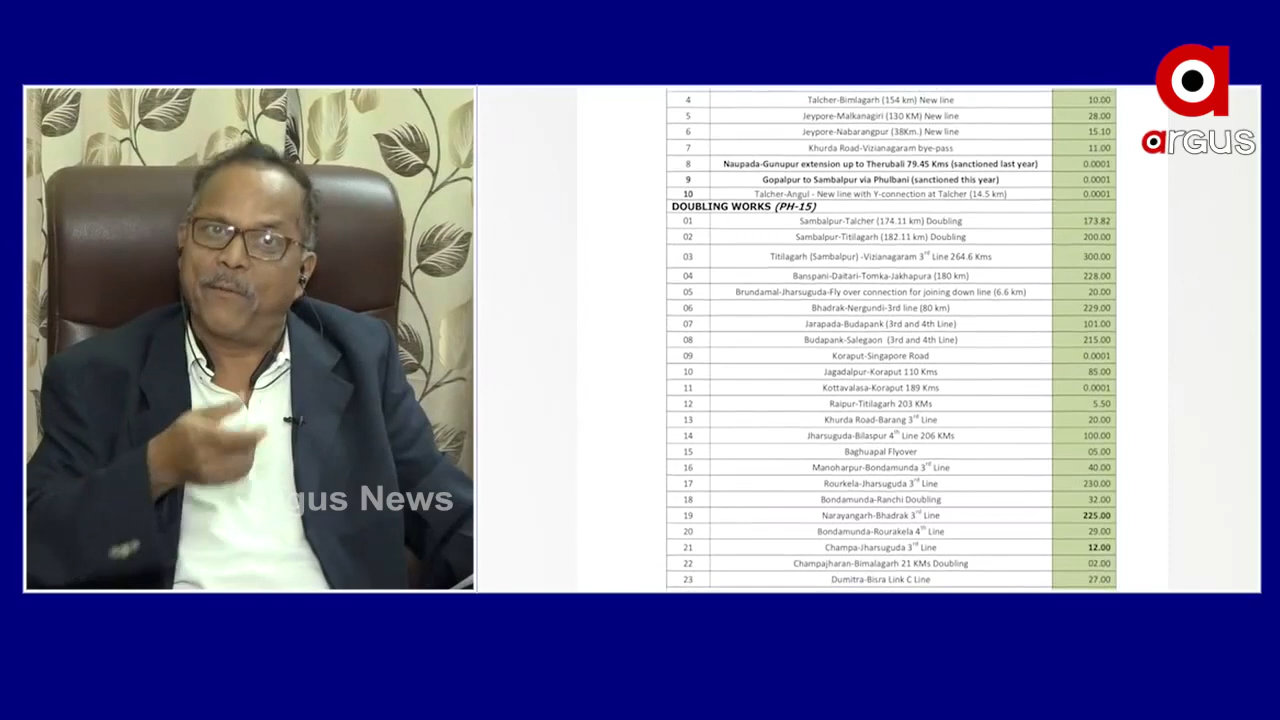 argus
gus News
4 Talcher-Bimlagarh (154 km) New line 10.00
5 Jeypore-Malkanagiri (130 KM) New line 28.00
6 Jeypore-Nabarangpur (38Km.) New line 15.10
7 Khurda Road-Vizianagaram bye-pass 11.00
8 Naupada-Gunupur extension up to Therubali 79.45 Kms (sanctioned last year) 0.0001
9 Gopalpur to Sambalpur via Phulbani (sanctioned this year) 0.0001
10 Talcher-Angul - New line with Y-connection at Talcher (14.5 km) 0.0001
DOUBLING WORKS (PH-15)
01 Sambalpur-Talcher (174.11 km) Doubling 173.82
02 Sambalpur-Titilagarh (182.11 km) Doubling 200.00
03 Titilagarh (Sambalpur) -Vizianagaram 3rd Line 264.6 Kms 300.00
04 Banspani-Daitari-Tomka-Jakhapura (180 km) 228.00
05 Brundamal-Jharsuguda-Fly over connection for joining down line (6.6 km) 20.00
06 Bhadrak-Nergundi-3rd line (80 km) 229.00
07 Jarapada-Budapank (3rd and 4th Line) 101.00
08 Budapank-Salegaon (3rd and 4th Line) 215.00
09 Koraput-Singapore Road 0.0001
10 Jagadalpur-Koraput 110 Kms 85.00
11 Kottavalasa-Koraput 189 Kms 0.0001
12 Raipur-Titilagarh 203 KMs 5.50
13 Khurda Road-Barang 3rd Line 20.00
14 Jharsuguda-Bilaspur 4th Line 206 KMs 100.00
15 Baghuapal Flyover 05.00
16 Manoharpur-Bondamunda 3rd Line 40.00
17 Rourkela-Jharsuguda 3rd Line 230.00
18 Bondamunda-Ranchi Doubling 32.00
19 Narayangarh-Bhadrak 3rd Line 225.00
20 Bondamunda-Rourakela 4th Line 29.00
21 Champa-Jharsuguda 3rd Line 12.00
22 Champajharan-Bimalagarh 21 KMs Doubling 02.00
23 Dumitra-Bisra Link C Line 27.00